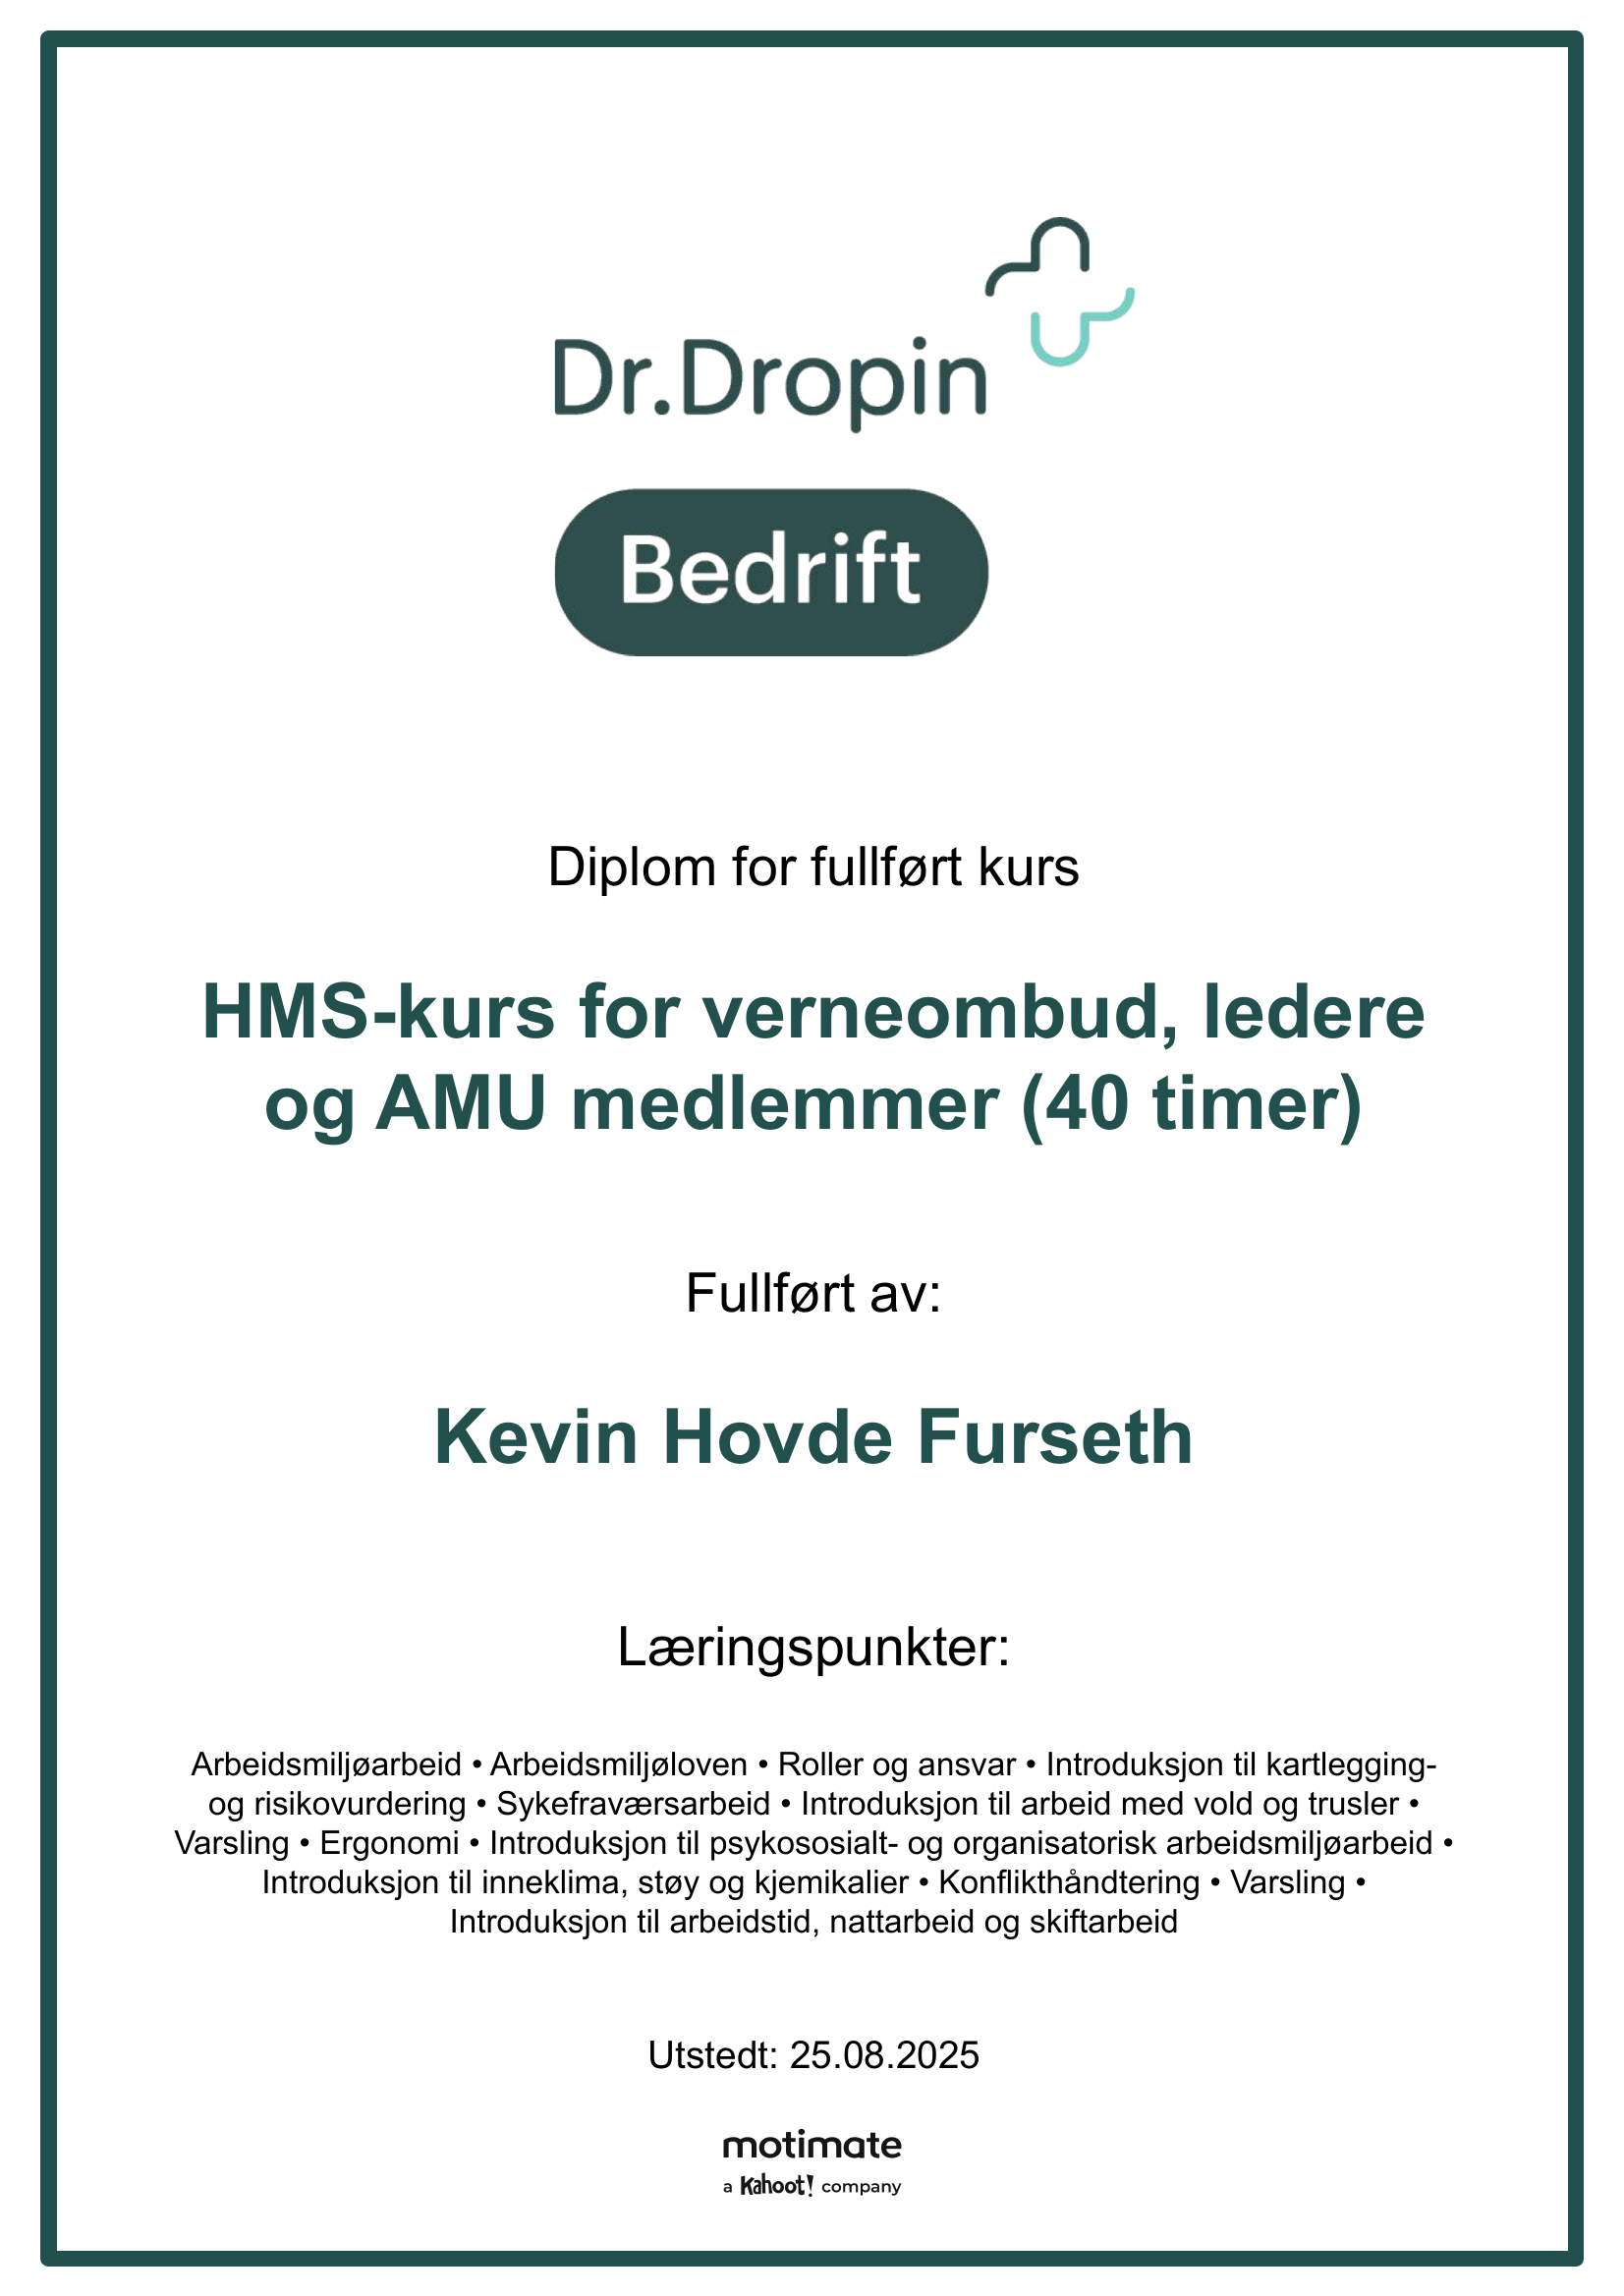 Dr.Dropin
Bedrift
Diplom for fullført kurs
HMS-kurs for verneombud, ledere
og AMU medlemmer (40 timer)
Fullført av:
Kevin Hovde Furseth
Læringspunkter:
Arbeidsmiljøarbeid • Arbeidsmiljøloven • Roller og ansvar • Introduksjon til kartlegging-
og risikovurdering • Sykefraværsarbeid • Introduksjon til arbeid med vold og trusler •
Varsling • Ergonomi • Introduksjon til psykososialt- og organisatorisk arbeidsmiljøarbeid •
Introduksjon til inneklima, støy og kjemikalier • Konflikthåndtering • Varsling •
Introduksjon til arbeidstid, nattarbeid og skiftarbeid
Utstedt: 25.08.2025
motimate
a Kahoot! company